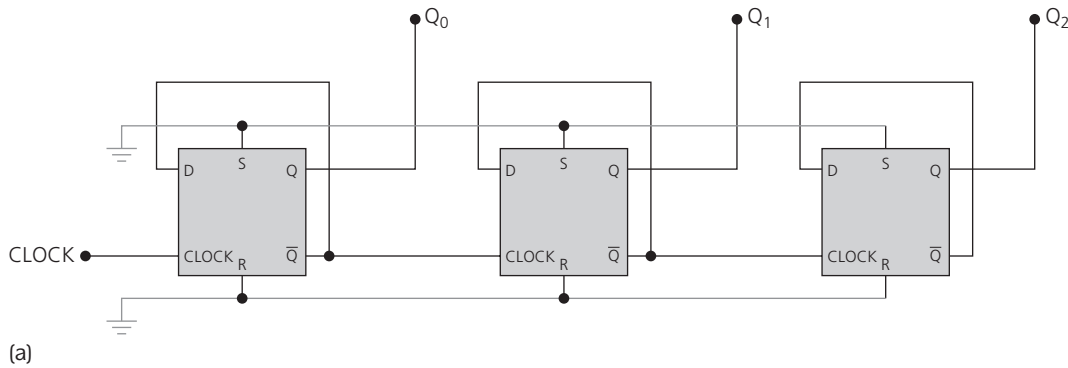 Q₀ Q₁ Q₂
S S S
D Q D Q D Q
CLOCK CLOCK Q̅ CLOCK Q̅ CLOCK Q̅
R R R
(a)